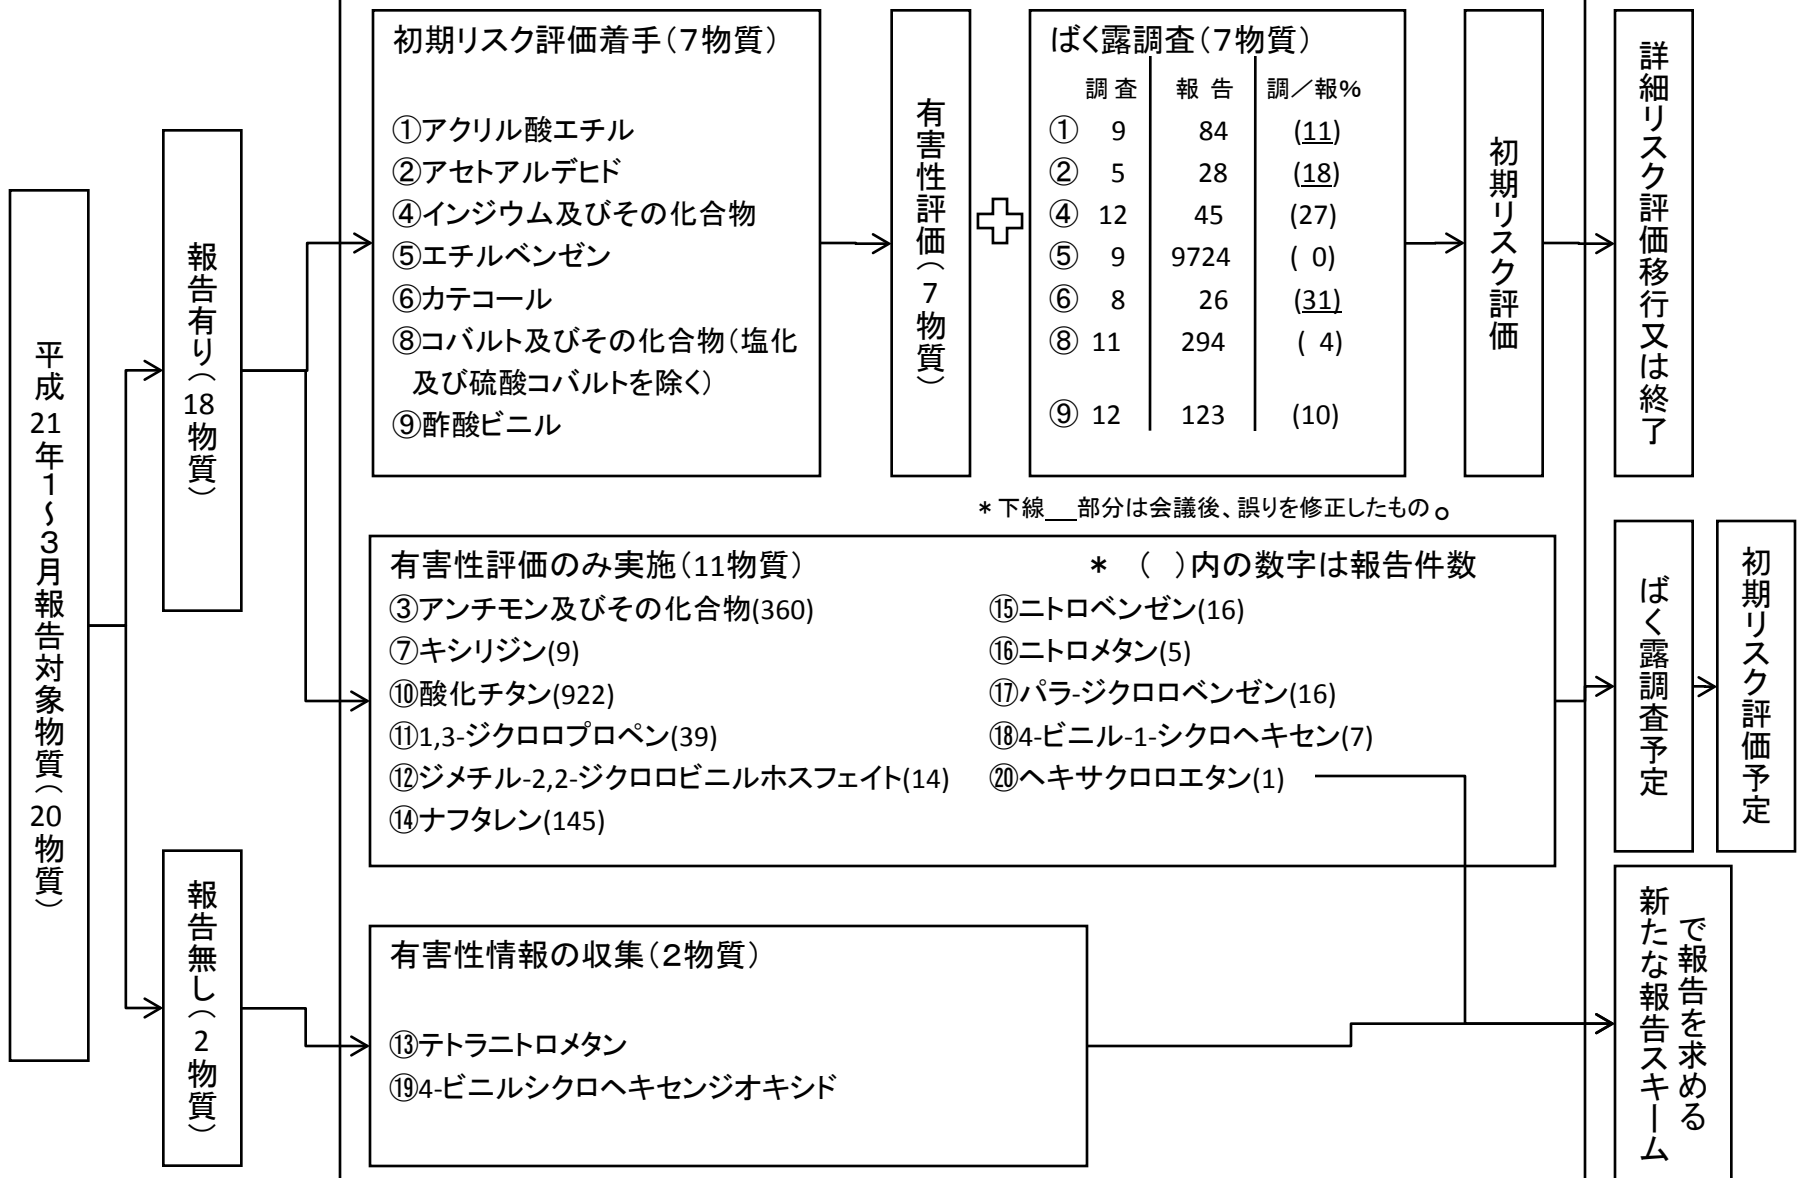 平成21年1～3月報告対象物質（20物質）
報告有り（18物質）
報告無し（2物質）
初期リスク評価着手（7物質）
①アクリル酸エチル
②アセトアルデヒド
④インジウム及びその化合物
⑤エチルベンゼン
⑥カテコール
⑧コバルト及びその化合物（塩化
及び硫酸コバルトを除く）
⑨酢酸ビニル
有害性評価（7物質）
ばく露調査（7物質）
調査 報告 調／報%
① 9 84 (11)
② 5 28 (18)
④ 12 45 (27)
⑤ 9 9724 ( 0)
⑥ 8 26 (31)
⑧ 11 294 ( 4)
⑨ 12 123 (10)
初期リスク評価
詳細リスク評価移行又は終了
＊下線__部分は会議後、誤りを修正したもの。
有害性評価のみ実施（11物質） ＊ （ ）内の数字は報告件数
③アンチモン及びその化合物(360)
⑦キシリジン(9)
⑩酸化チタン(922)
⑪1,3-ジクロロプロペン(39)
⑫ジメチル-2,2-ジクロロビニルホスフェイト(14)
⑭ナフタレン(145)
⑮ニトロベンゼン(16)
⑯ニトロメタン(5)
⑰パラ-ジクロロベンゼン(16)
⑱4-ビニル-1-シクロヘキセン(7)
⑳ヘキサクロロエタン(1)
ばく露調査予定
初期リスク評価予定
有害性情報の収集（2物質）
⑬テトラニトロメタン
⑲4-ビニルシクロヘキセンジオキシド
新たな報告スキーム
で報告を求める